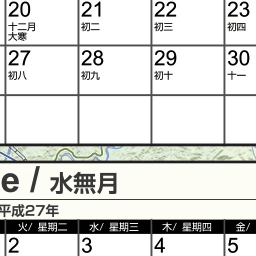 20 21 22 23
十二月 初二 初三 初四
大寒
27 28 29 30
初八 初九 初十 十一
e / 水無月
平成27年
火/ 星期二 水/ 星期三 木/ 星期四 金/
2 3 4 5